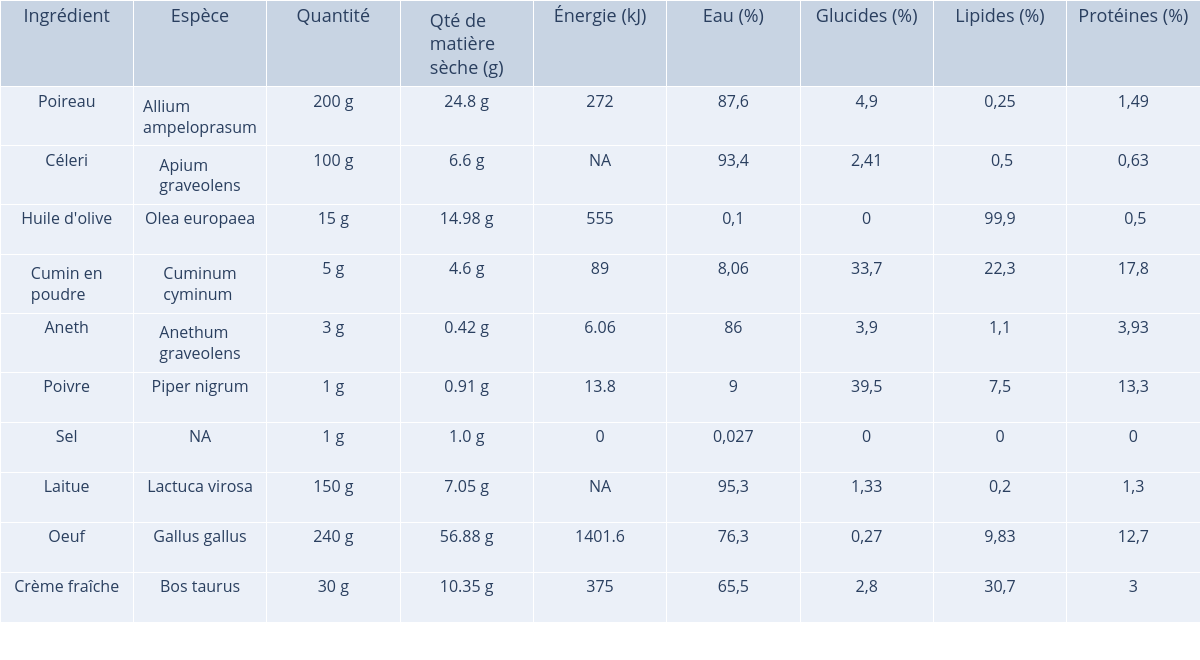 Ingrédient Espèce Quantité Qté de matière sèche (g) Énergie (kJ) Eau (%) Glucides (%) Lipides (%) Protéines (%)
Poireau Allium ampeloprasum 200 g 24.8 g 272 87,6 4,9 0,25 1,49
Céleri Apium graveolens 100 g 6.6 g NA 93,4 2,41 0,5 0,63
Huile d'olive Olea europaea 15 g 14.98 g 555 0,1 0 99,9 0,5
Cumin en poudre Cuminum cyminum 5 g 4.6 g 89 8,06 33,7 22,3 17,8
Aneth Anethum graveolens 3 g 0.42 g 6.06 86 3,9 1,1 3,93
Poivre Piper nigrum 1 g 0.91 g 13.8 9 39,5 7,5 13,3
Sel NA 1 g 1.0 g 0 0,027 0 0 0
Laitue Lactuca virosa 150 g 7.05 g NA 95,3 1,33 0,2 1,3
Oeuf Gallus gallus 240 g 56.88 g 1401.6 76,3 0,27 9,83 12,7
Crème fraîche Bos taurus 30 g 10.35 g 375 65,5 2,8 30,7 3